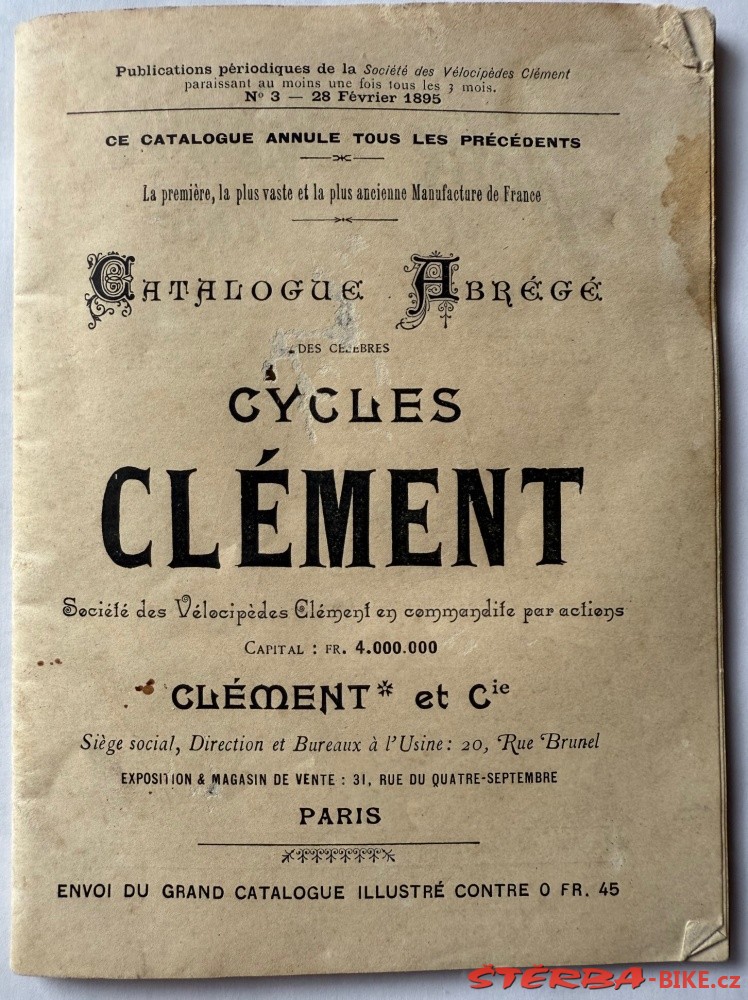 Publications périodiques de la Société des Vélocipèdes Clément
paraissant au moins une fois tous les 3 mois.
Nº 3 — 28 Février 1895
CE CATALOGUE ANNULE TOUS LES PRÉCÉDENTS
La première, la plus vaste et la plus ancienne Manufacture de France
CATALOGUE ABRÉGÉ
DES CÉLEBRES
CYCLES
CLÉMENT
Société des Vélocipèdes Clément en commandite par actions
CAPITAL : FR. 4.000.000
CLÉMENT* et Cie
Siège social, Direction et Bureaux à l'Usine : 20, Rue Brunel
EXPOSITION & MAGASIN DE VENTE : 31, RUE DU QUATRE-SEPTEMBRE
PARIS
ENVOI DU GRAND CATALOGUE ILLUSTRÉ CONTRE 0 FR. 45
ŠTERBA-BIKE.cz